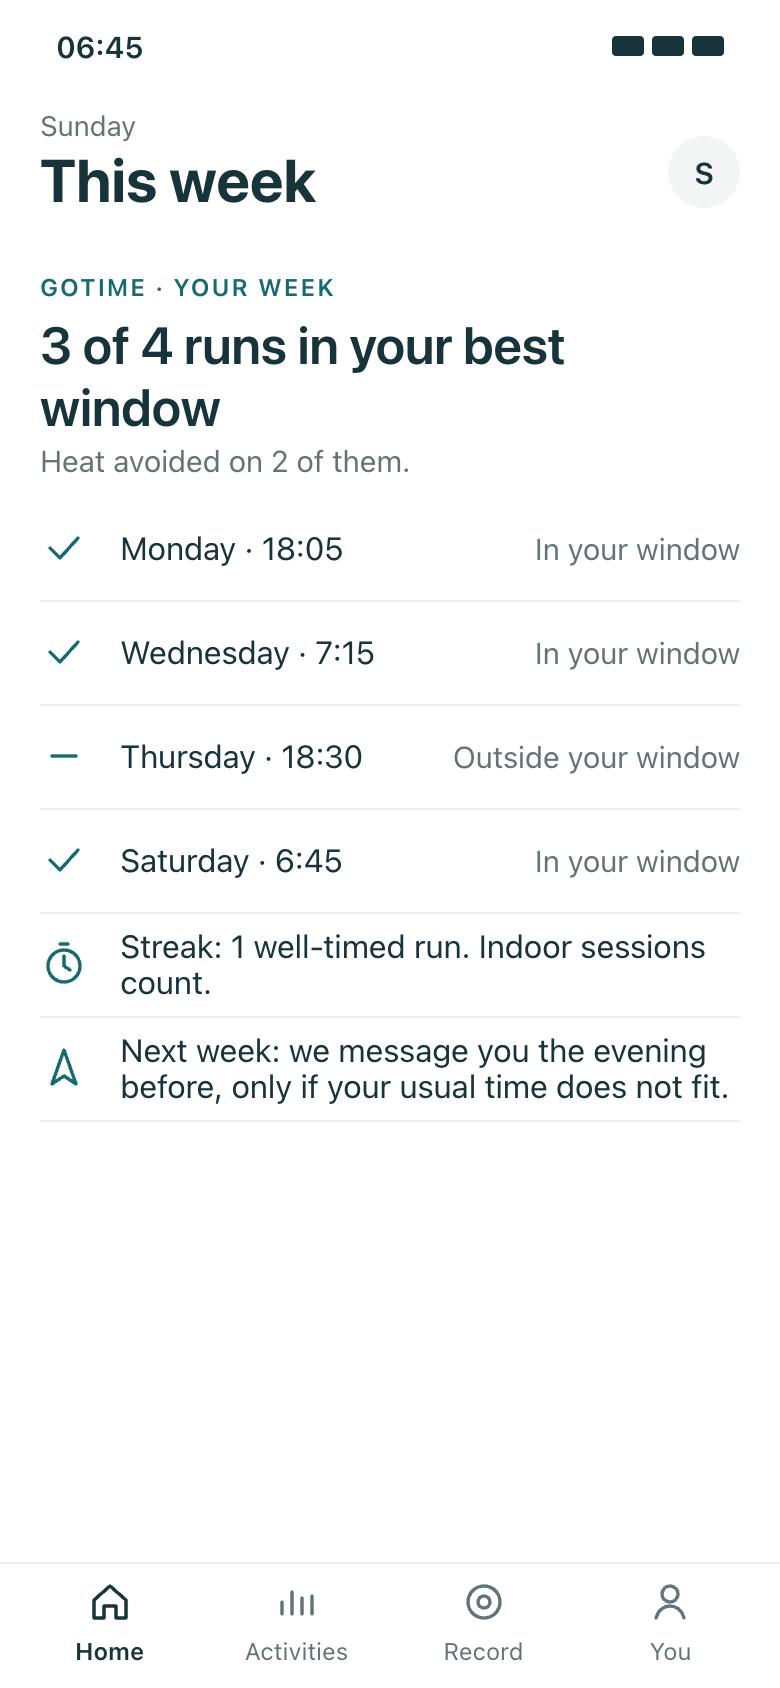 06:45
Sunday
This week
S
GOTIME · YOUR WEEK
3 of 4 runs in your best
window
Heat avoided on 2 of them.
Monday · 18:05 In your window
Wednesday · 7:15 In your window
Thursday · 18:30 Outside your window
Saturday · 6:45 In your window
Streak: 1 well-timed run. Indoor sessions
count.
Next week: we message you the evening
before, only if your usual time does not fit.
Home Activities Record You